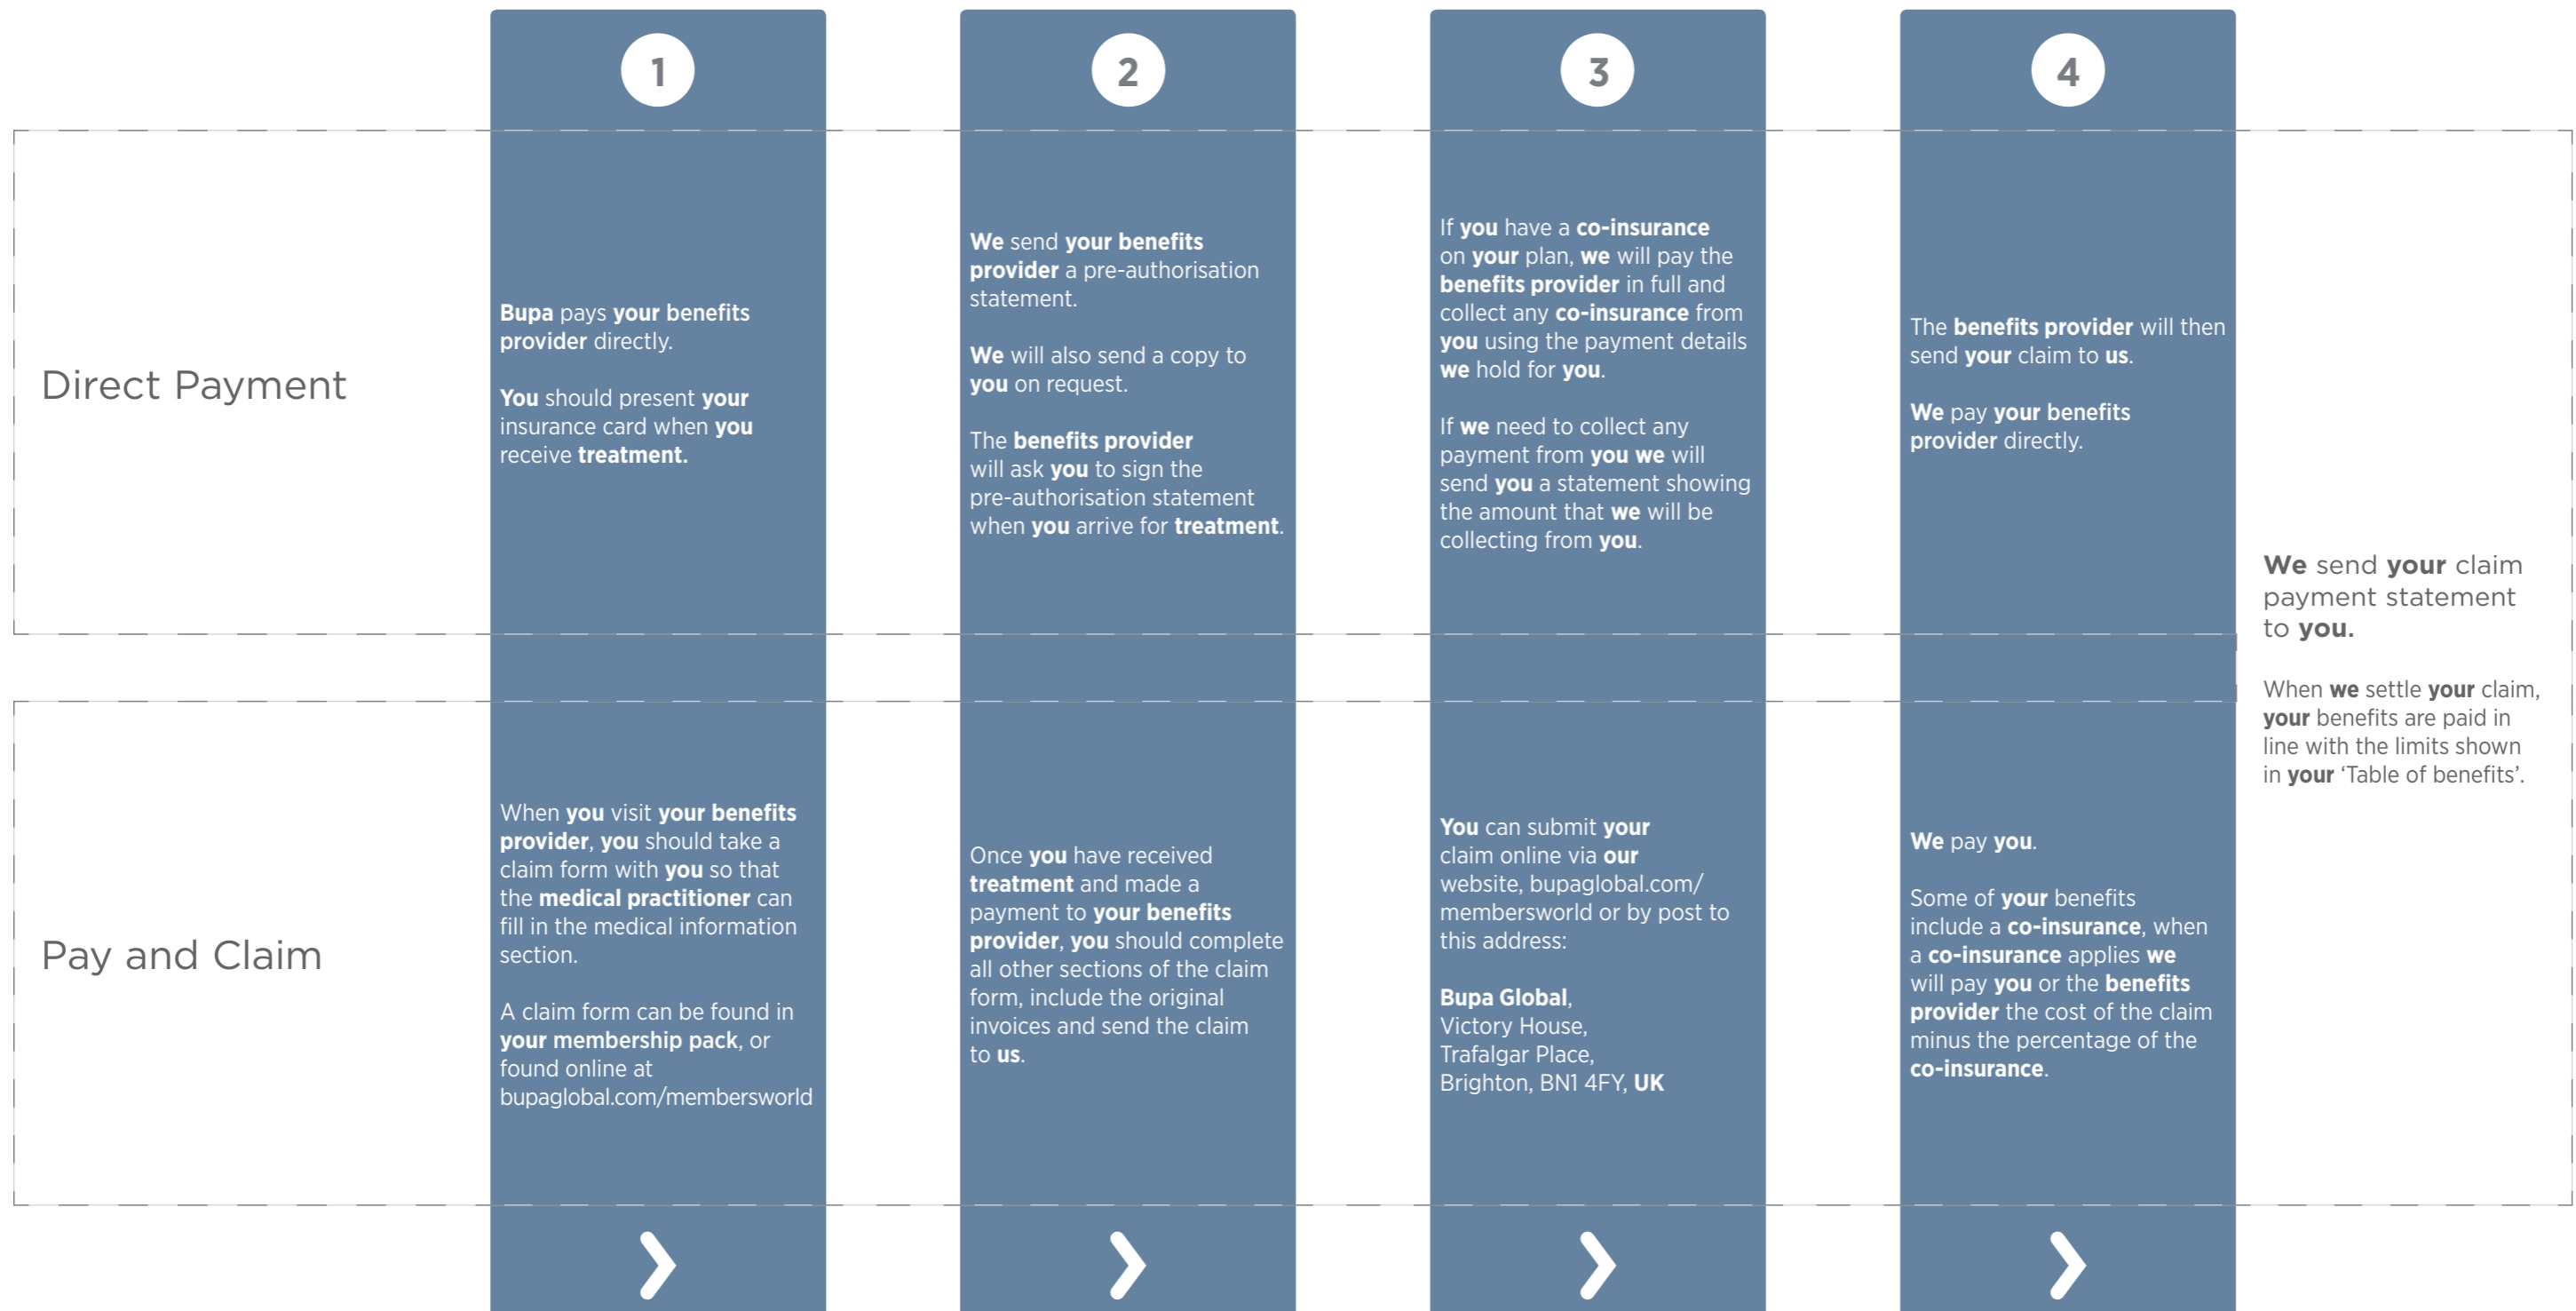 1
2
3
4
Direct Payment
Bupa pays your benefits
provider directly.
You should present your
insurance card when you
receive treatment.
We send your benefits
provider a pre-authorisation
statement.
We will also send a copy to
you on request.
The benefits provider
will ask you to sign the
pre-authorisation statement
when you arrive for treatment.
If you have a co-insurance
on your plan, we will pay the
benefits provider in full and
collect any co-insurance from
you using the payment details
we hold for you.
If we need to collect any
payment from you we will
send you a statement showing
the amount that we will be
collecting from you.
The benefits provider will then
send your claim to us.
We pay your benefits
provider directly.
Pay and Claim
When you visit your benefits
provider, you should take a
claim form with you so that
the medical practitioner can
fill in the medical information
section.
A claim form can be found in
your membership pack, or
found online at
bupaglobal.com/membersworld
Once you have received
treatment and made a
payment to your benefits
provider, you should complete
all other sections of the claim
form, include the original
invoices and send the claim
to us.
You can submit your
claim online via our
website, bupaglobal.com/
membersworld or by post to
this address:
Bupa Global,
Victory House,
Trafalgar Place,
Brighton, BN1 4FY, UK
We pay you.
Some of your benefits
include a co-insurance, when
a co-insurance applies we
will pay you or the benefits
provider the cost of the claim
minus the percentage of the
co-insurance.
We send your claim
payment statement
to you.
When we settle your claim,
your benefits are paid in
line with the limits shown
in your ‘Table of benefits’.